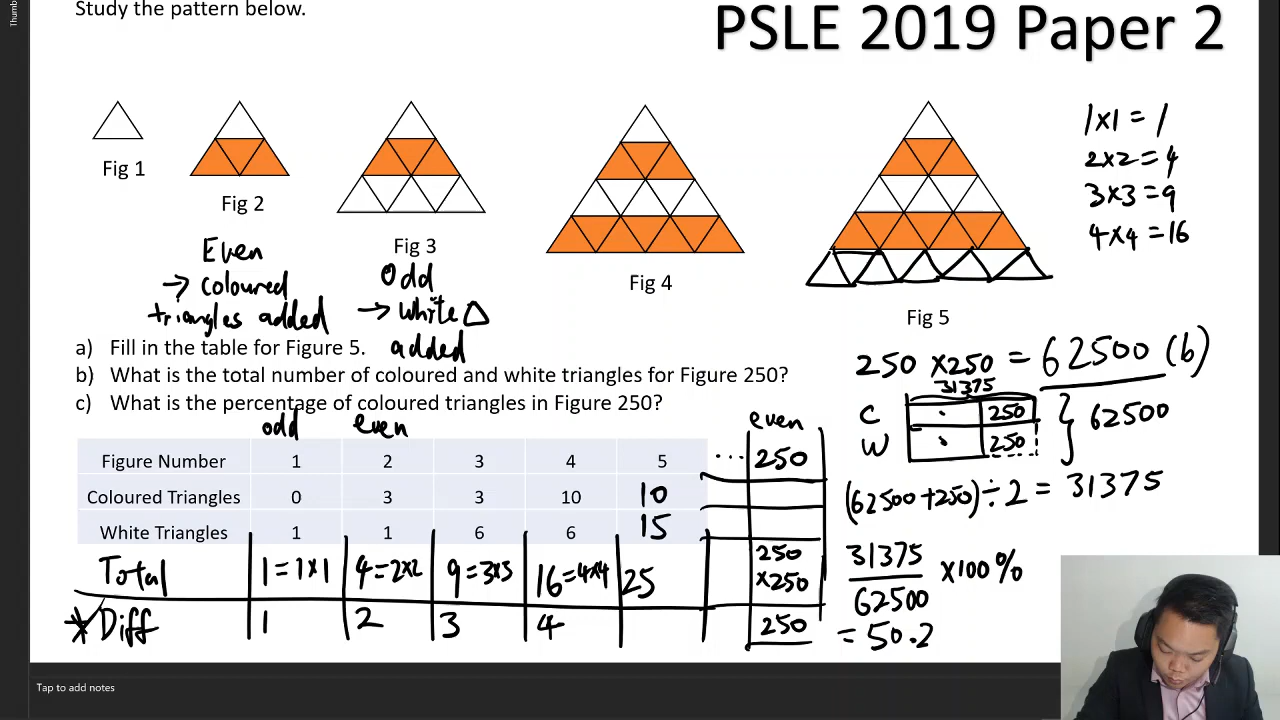 Thumb
Study the pattern below.
PSLE 2019 Paper 2
Fig 1
Fig 2
Fig 3
Fig 4
Fig 5
1x1 = 1
2x2 = 4
3x3 = 9
4x4 = 16
Even
→ coloured
triangles added
Odd
→ White △
added
a) Fill in the table for Figure 5.
b) What is the total number of coloured and white triangles for Figure 250?
c) What is the percentage of coloured triangles in Figure 250?
odd even even
Figure Number 1 2 3 4 5 ... 250
Coloured Triangles 0 3 3 10 10
White Triangles 1 1 6 6 15
Total 1=1x1 4=2x2 9=3x3 16=4x4 25 250 x250
* Diff 1 2 3 4 250
250 x250 = 62500 (b)
31375
C 250
W 250
} 62500
(62500+250)÷2 = 31375
31375
62500
x100%
= 50.2
Tap to add notes